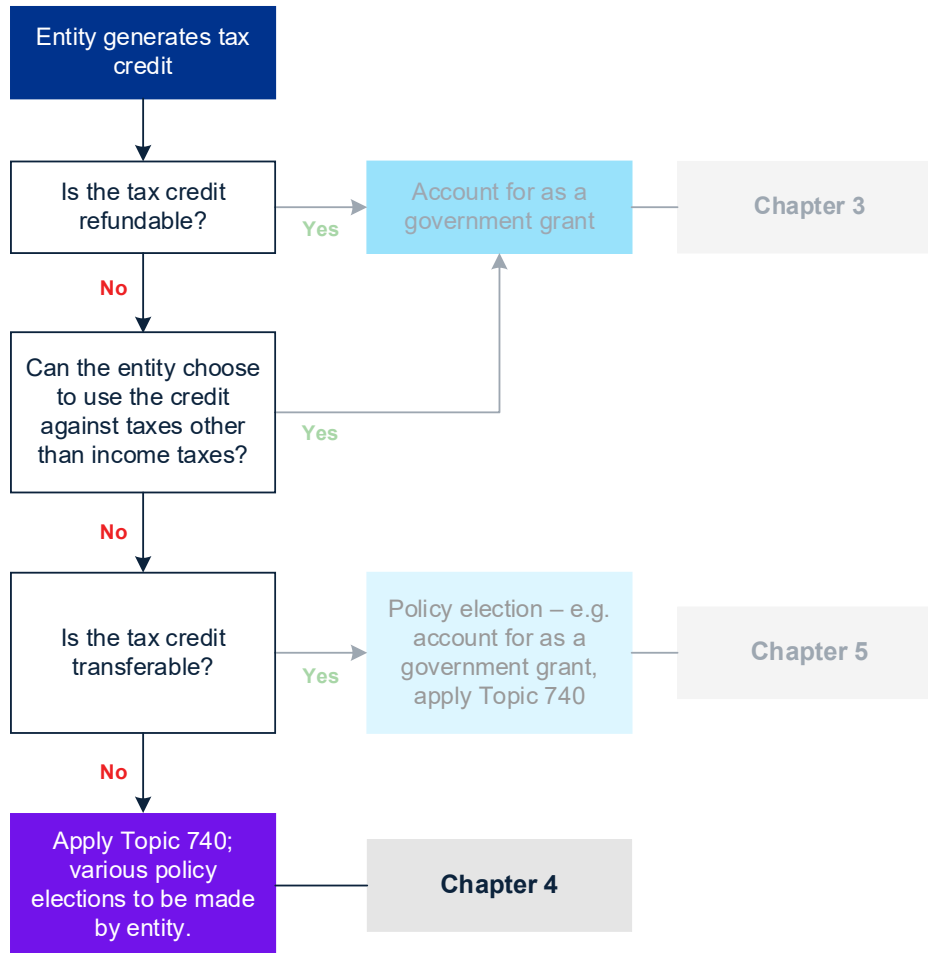 Entity generates tax
credit
Is the tax credit
refundable?
Yes
Account for as a
government grant
Chapter 3
No
Can the entity choose
to use the credit
against taxes other
than income taxes?
Yes
No
Is the tax credit
transferable?
Yes
Policy election – e.g.
account for as a
government grant,
apply Topic 740
Chapter 5
No
Apply Topic 740;
various policy
elections to be made
by entity.
Chapter 4